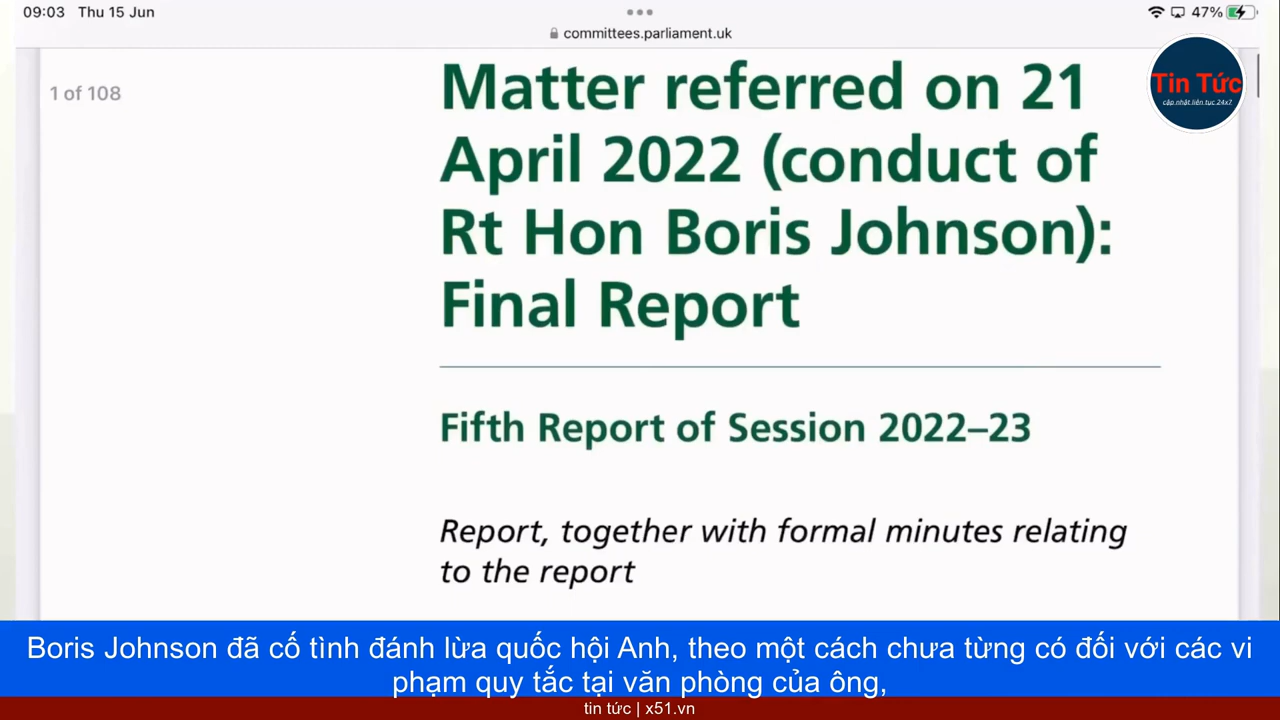 09:03 Thu 15 Jun
47%
committees.parliament.uk
1 of 108
Tin Tức
cập nhật liên tục 24x7
Matter referred on 21
April 2022 (conduct of
Rt Hon Boris Johnson):
Final Report
Fifth Report of Session 2022–23
Report, together with formal minutes relating
to the report
Boris Johnson đã cố tình đánh lừa quốc hội Anh, theo một cách chưa từng có đối với các vi
phạm quy tắc tại văn phòng của ông,
tin tức | x51.vn